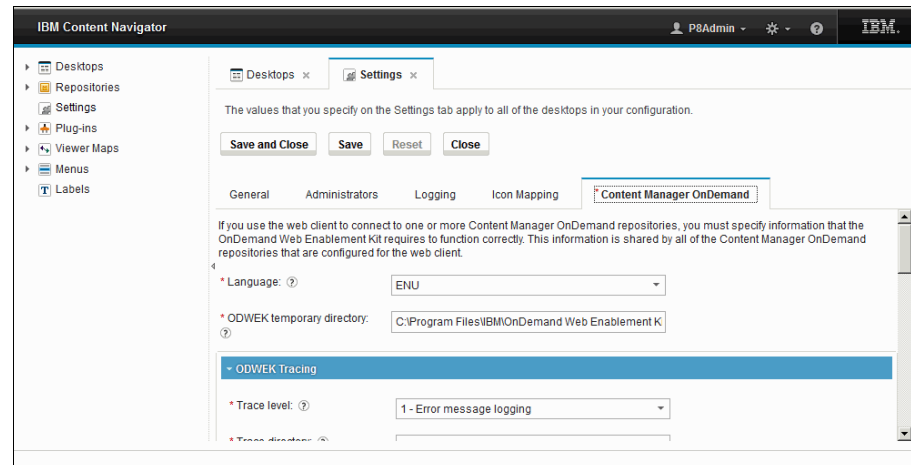 IBM Content Navigator
P8Admin
IBM.
Desktops
Repositories
Settings
Plug-ins
Viewer Maps
Menus
Labels
Desktops ×
Settings ×
The values that you specify on the Settings tab apply to all of the desktops in your configuration.
Save and Close Save Reset Close
General Administrators Logging Icon Mapping * Content Manager OnDemand
If you use the web client to connect to one or more Content Manager OnDemand repositories, you must specify information that the
OnDemand Web Enablement Kit requires to function correctly. This information is shared by all of the Content Manager OnDemand
repositories that are configured for the web client.
* Language: ? ENU
* ODWEK temporary directory: ? C:\Program Files\IBM\OnDemand Web Enablement K
ODWEK Tracing
* Trace level: ? 1 - Error message logging
* Trace directory: ?